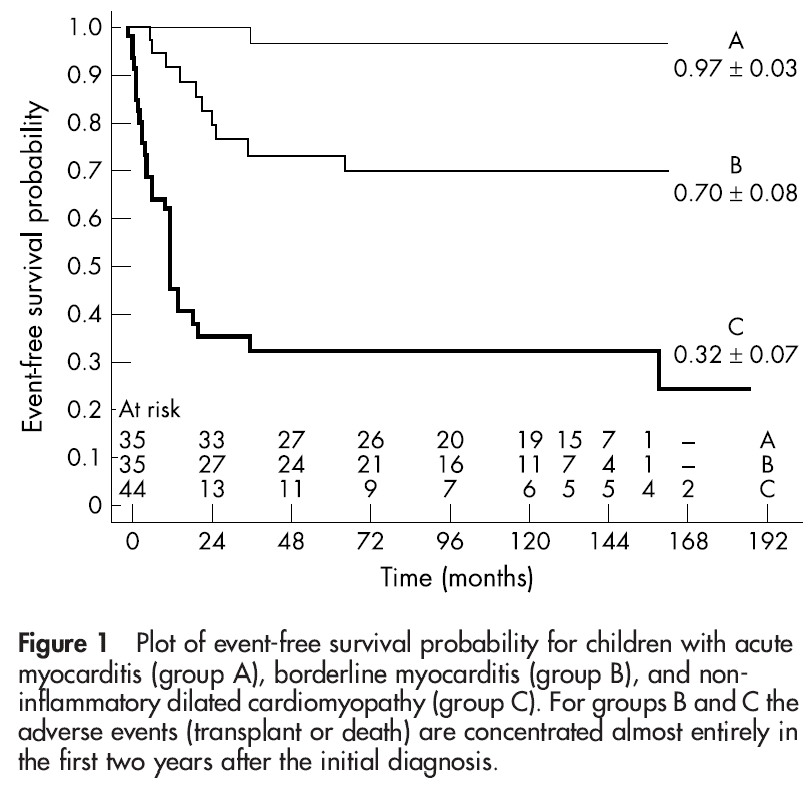 1.0
A
0.97 ± 0.03
0.9
0.8
B
0.7
0.70 ± 0.08
0.6
Event-free survival probability
0.5
0.4
C
0.3
0.32 ± 0.07
0.2
At risk
35 33 27 26 20 19 15 7 1 – A
0.1
35 27 24 21 16 11 7 4 1 – B
44 13 11 9 7 6 5 5 4 2 C
0
0 24 48 72 96 120 144 168 192
Time (months)
Figure 1 Plot of event-free survival probability for children with acute
myocarditis (group A), borderline myocarditis (group B), and non-
inflammatory dilated cardiomyopathy (group C). For groups B and C the
adverse events (transplant or death) are concentrated almost entirely in
the first two years after the initial diagnosis.